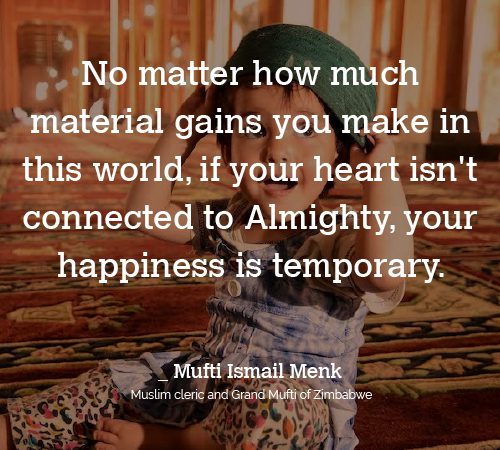 No matter how much
material gains you make in
this world, if your heart isn't
connected to Almighty, your
happiness is temporary.
_ Mufti Ismail Menk
Muslim cleric and Grand Mufti of Zimbabwe